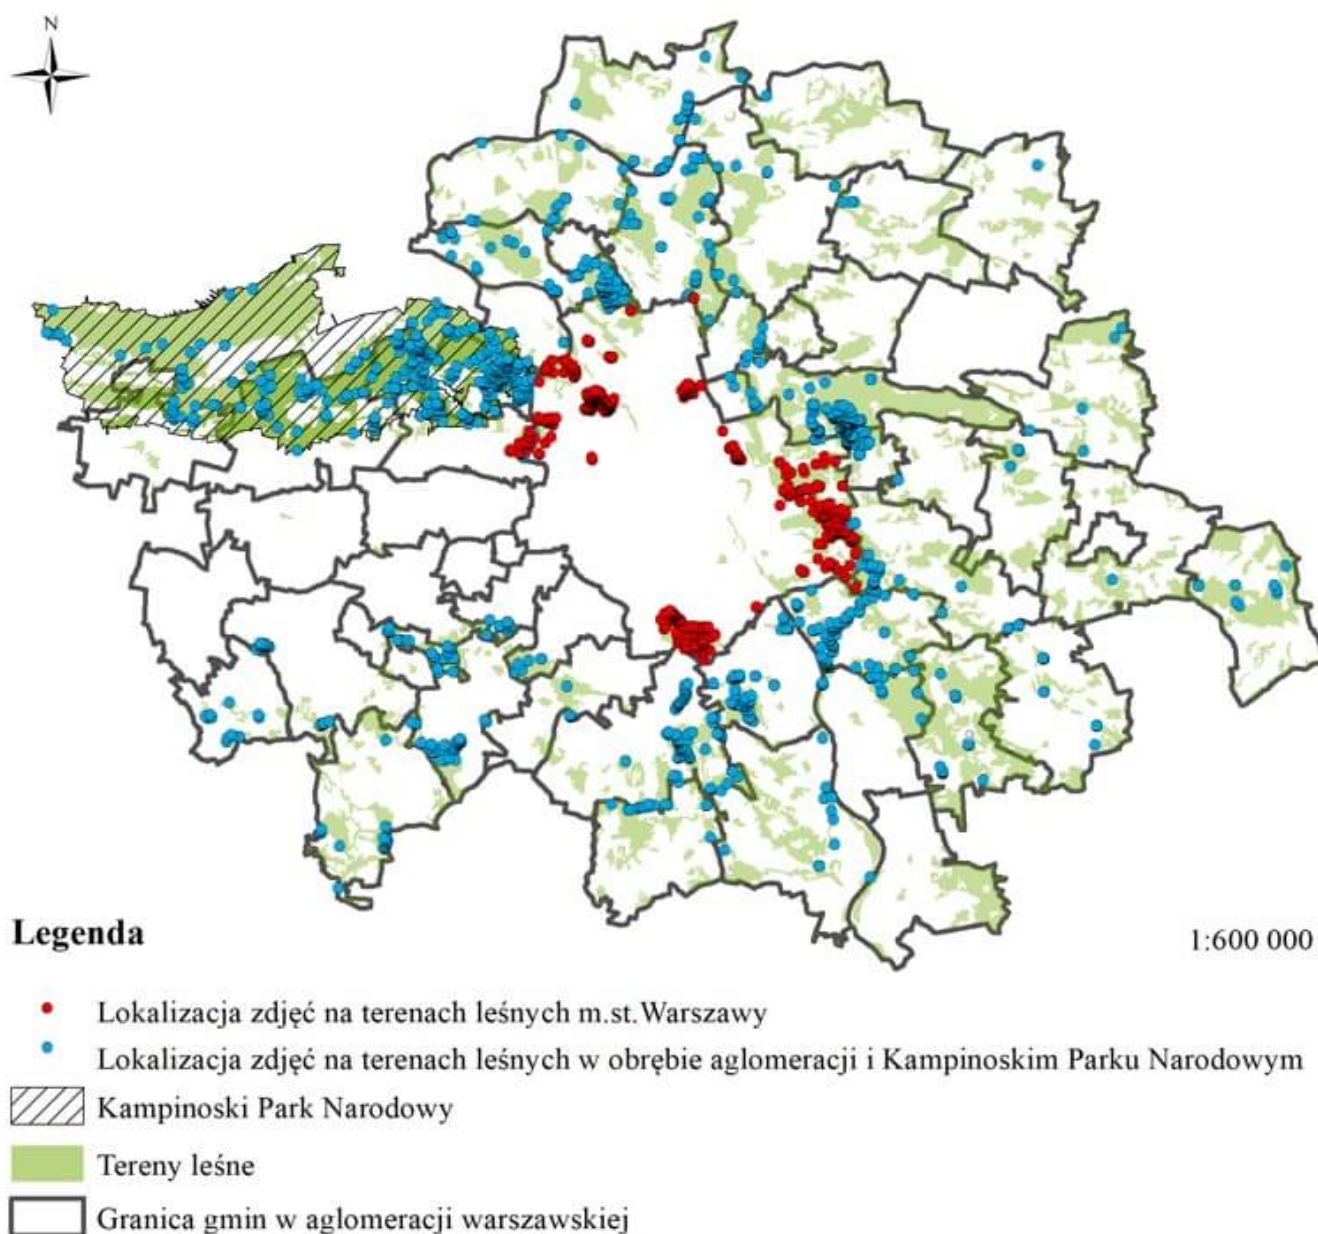 N
Legenda
1:600 000
Lokalizacja zdjęć na terenach leśnych m.st.Warszawy
Lokalizacja zdjęć na terenach leśnych w obrębie aglomeracji i Kampinoskim Parku Narodowym
Kampinoski Park Narodowy
Tereny leśne
Granica gmin w aglomeracji warszawskiej